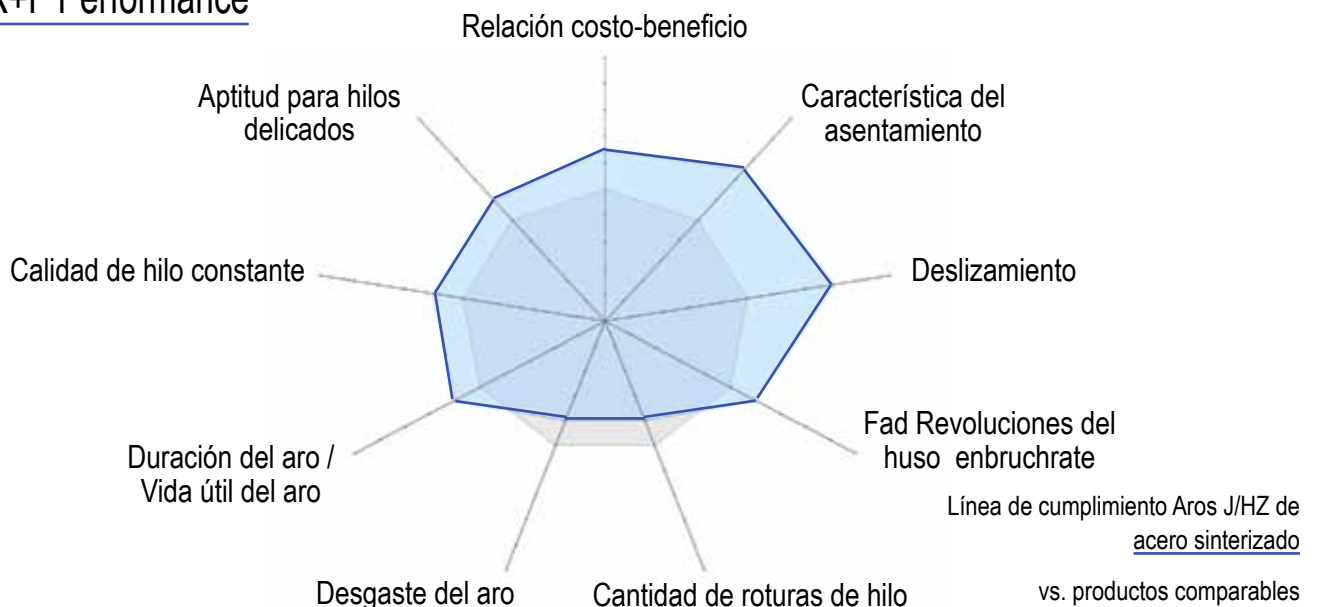 Performance
Relación costo-beneficio
Aptitud para hilos
delicados
Característica del
asentamiento
Calidad de hilo constante
Deslizamiento
Fad Revoluciones del
huso enbruchrate
Duración del aro /
Vida útil del aro
Línea de cumplimiento Aros J/HZ de
acero sinterizado
Desgaste del aro
Cantidad de roturas de hilo
vs. productos comparables